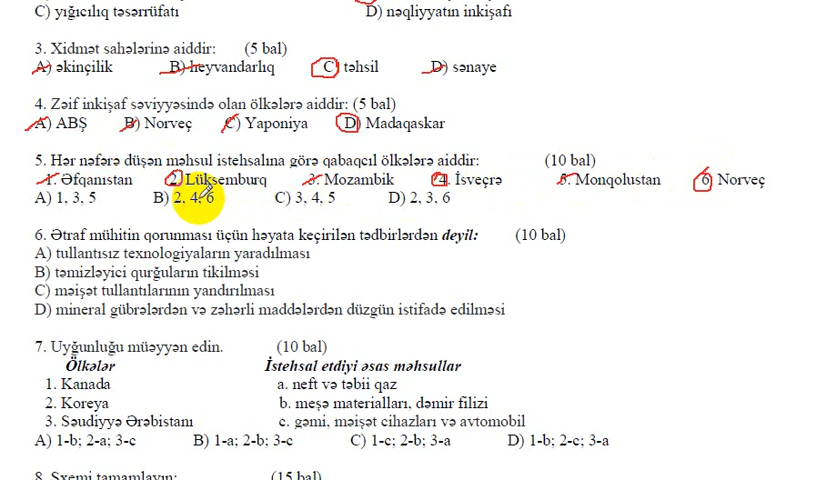 C) yığıcılıq təsərrüfatı D) nəqliyyatın inkişafı
3. Xidmət sahələrinə aiddir: (5 bal)
A) əkinçilik B) heyvandarlıq C) təhsil D) sənaye
4. Zəif inkişaf səviyyəsində olan ölkələrə aiddir: (5 bal)
A) ABŞ B) Norveç C) Yaponiya D) Madaqaskar
5. Hər nəfərə düşən məhsul istehsalına görə qabaqcıl ölkələrə aiddir: (10 bal)
1. Əfqanıstan 2. Lüksemburq 3. Mozambik 4. İsveçrə 5. Monqolustan 6. Norveç
A) 1, 3, 5 B) 2, 4, 6 C) 3, 4, 5 D) 2, 3, 6
6. Ətraf mühitin qorunması üçün həyata keçirilən tədbirlərdən deyil: (10 bal)
A) tullantısız texnologiyaların yaradılması
B) təmizləyici qurğuların tikilməsi
C) məişət tullantılarının yandırılması
D) mineral gübrələrdən və zəhərli maddələrdən düzgün istifadə edilməsi
7. Uyğunluğu müəyyən edin. (10 bal)
Ölkələr İstehsal etdiyi əsas məhsullar
1. Kanada a. neft və təbii qaz
2. Koreya b. meşə materialları, dəmir filizi
3. Səudiyyə Ərəbistanı c. gəmi, məişət cihazları və avtomobil
A) 1-b; 2-a; 3-c B) 1-a; 2-b; 3-c C) 1-c; 2-b; 3-a D) 1-b; 2-c; 3-a
8. Sxemi tamamlayın: (15 bal)